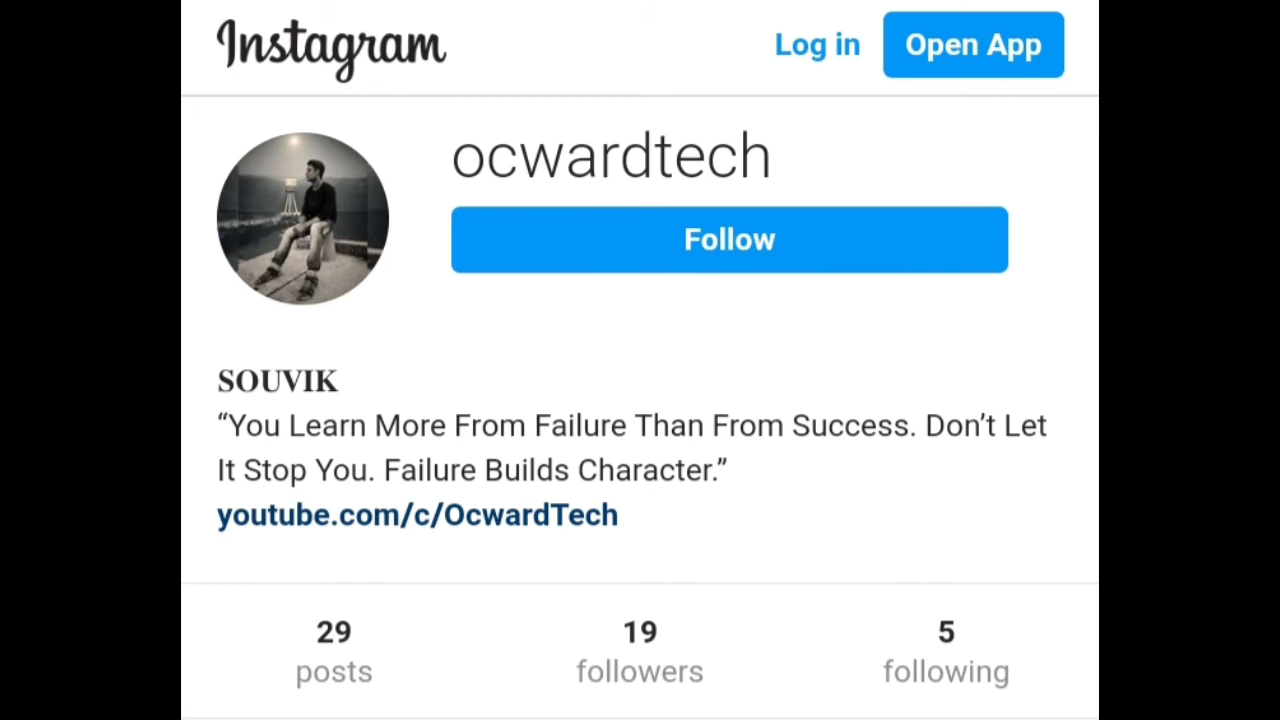 Instagram
Log in
Open App
ocwardtech
Follow
SOUVIK
“You Learn More From Failure Than From Success. Don’t Let
It Stop You. Failure Builds Character.”
youtube.com/c/OcwardTech
29
19
5
posts
followers
following